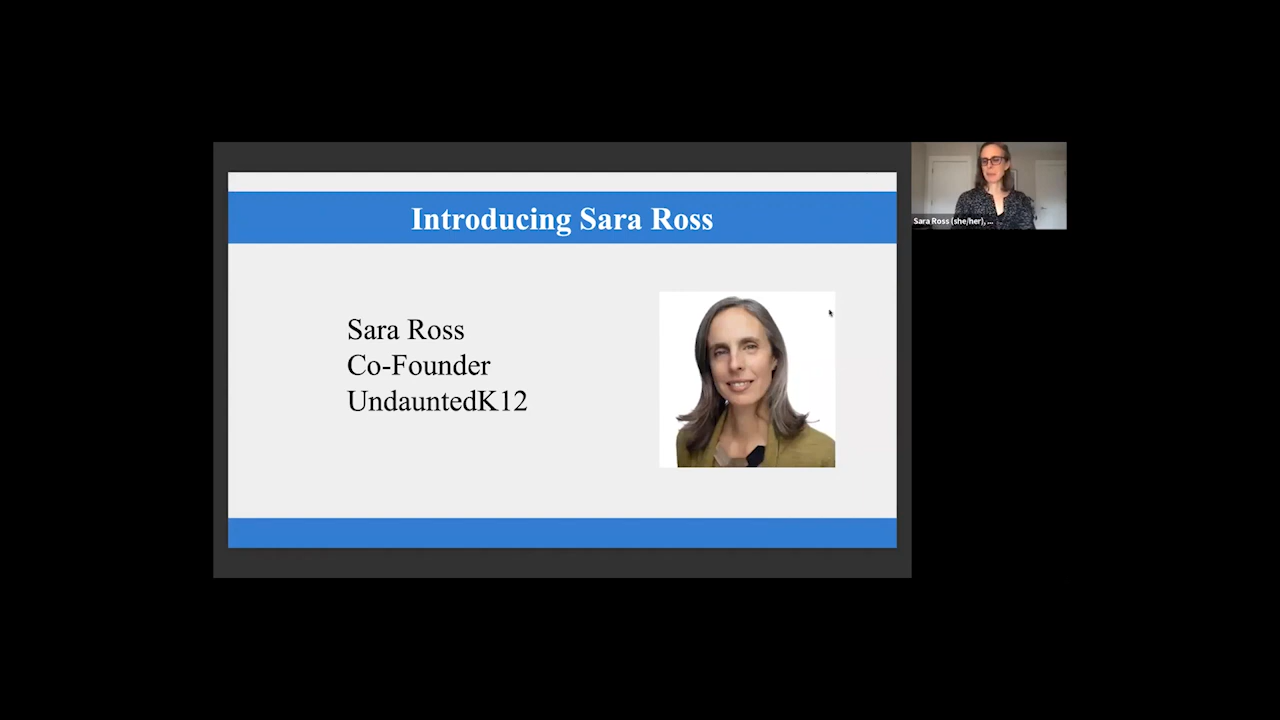 Introducing Sara Ross
Sara Ross
Co-Founder
UndauntedK12
Sara Ross (she/her), ...